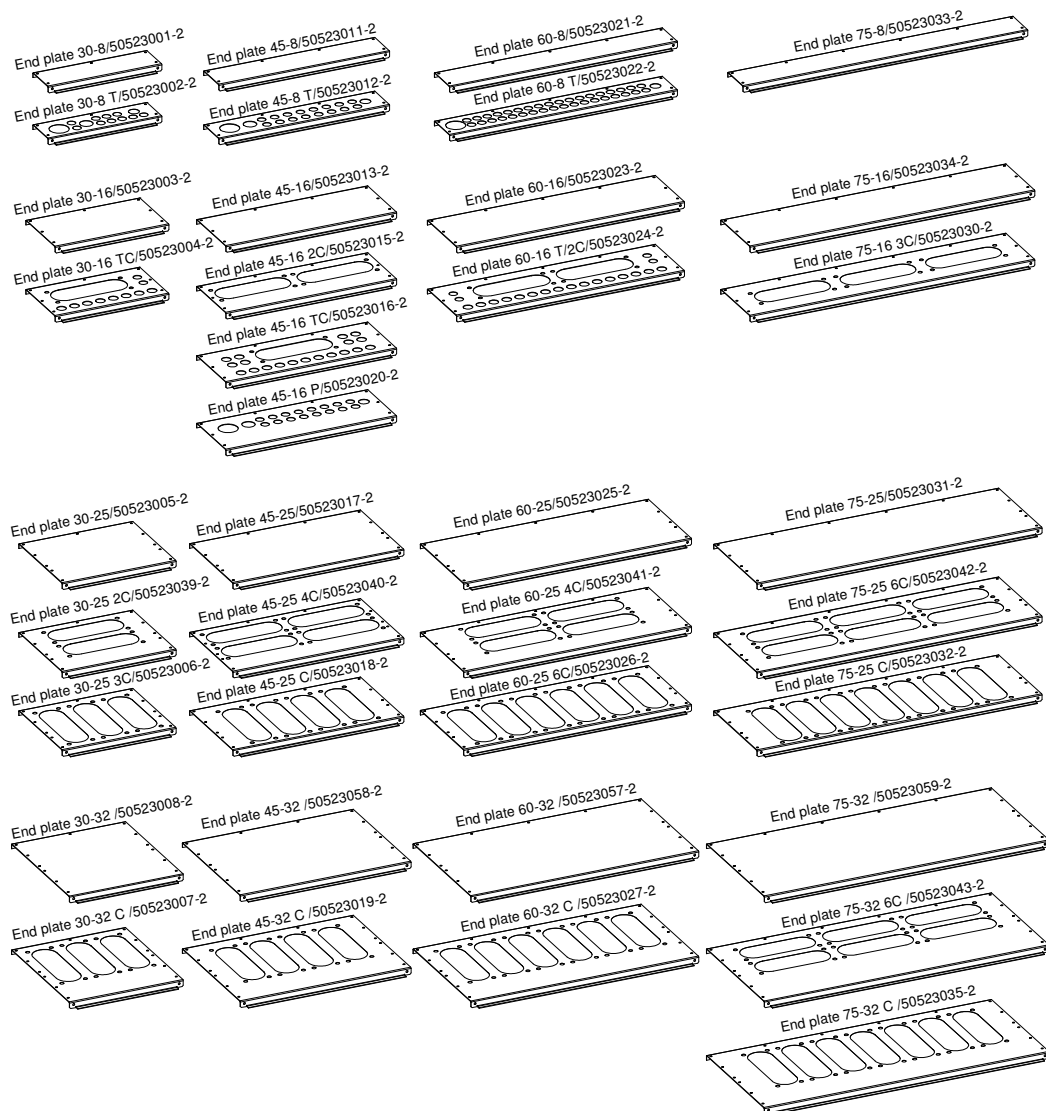 End plate 30-8/50523001-2
End plate 45-8/50523011-2
End plate 60-8/50523021-2
End plate 75-8/50523033-2
End plate 30-8 T/50523002-2
End plate 45-8 T/50523012-2
End plate 60-8 T/50523022-2
End plate 30-16/50523003-2
End plate 45-16/50523013-2
End plate 60-16/50523023-2
End plate 75-16/50523034-2
End plate 30-16 TC/50523004-2
End plate 45-16 2C/50523015-2
End plate 60-16 T/2C/50523024-2
End plate 75-16 3C/50523030-2
End plate 45-16 TC/50523016-2
End plate 45-16 P/50523020-2
End plate 30-25/50523005-2
End plate 45-25/50523017-2
End plate 60-25/50523025-2
End plate 75-25/50523031-2
End plate 30-25 2C/50523039-2
End plate 45-25 4C/50523040-2
End plate 60-25 4C/50523041-2
End plate 75-25 6C/50523042-2
End plate 30-25 3C/50523006-2
End plate 45-25 C/50523018-2
End plate 60-25 6C/50523026-2
End plate 75-25 C/50523032-2
End plate 30-32 /50523008-2
End plate 45-32 /50523058-2
End plate 60-32 /50523057-2
End plate 75-32 /50523059-2
End plate 30-32 C /50523007-2
End plate 45-32 C /50523019-2
End plate 60-32 C /50523027-2
End plate 75-32 6C /50523043-2
End plate 75-32 C /50523035-2